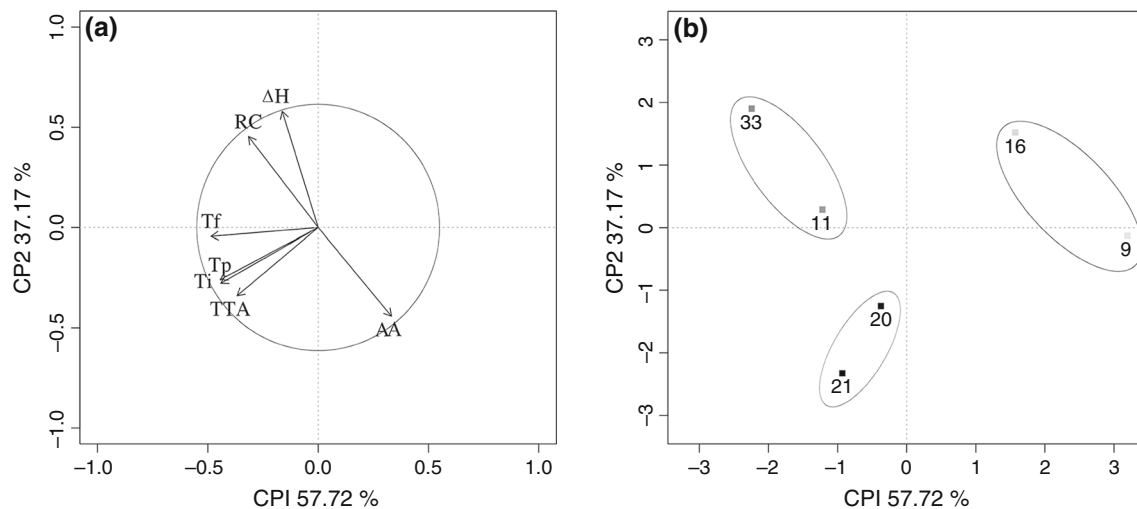 (a)
CP2 37.17 %
1.0
0.5
0.0
−0.5
−1.0
ΔH
RC
Tf
Tp
Ti
TTA
AA
−1.0 −0.5 0.0 0.5 1.0
CPI 57.72 %
(b)
CP2 37.17 %
3
2
1
0
−1
−2
−3
33
16
11
9
20
21
−3 −2 −1 0 1 2 3
CPI 57.72 %